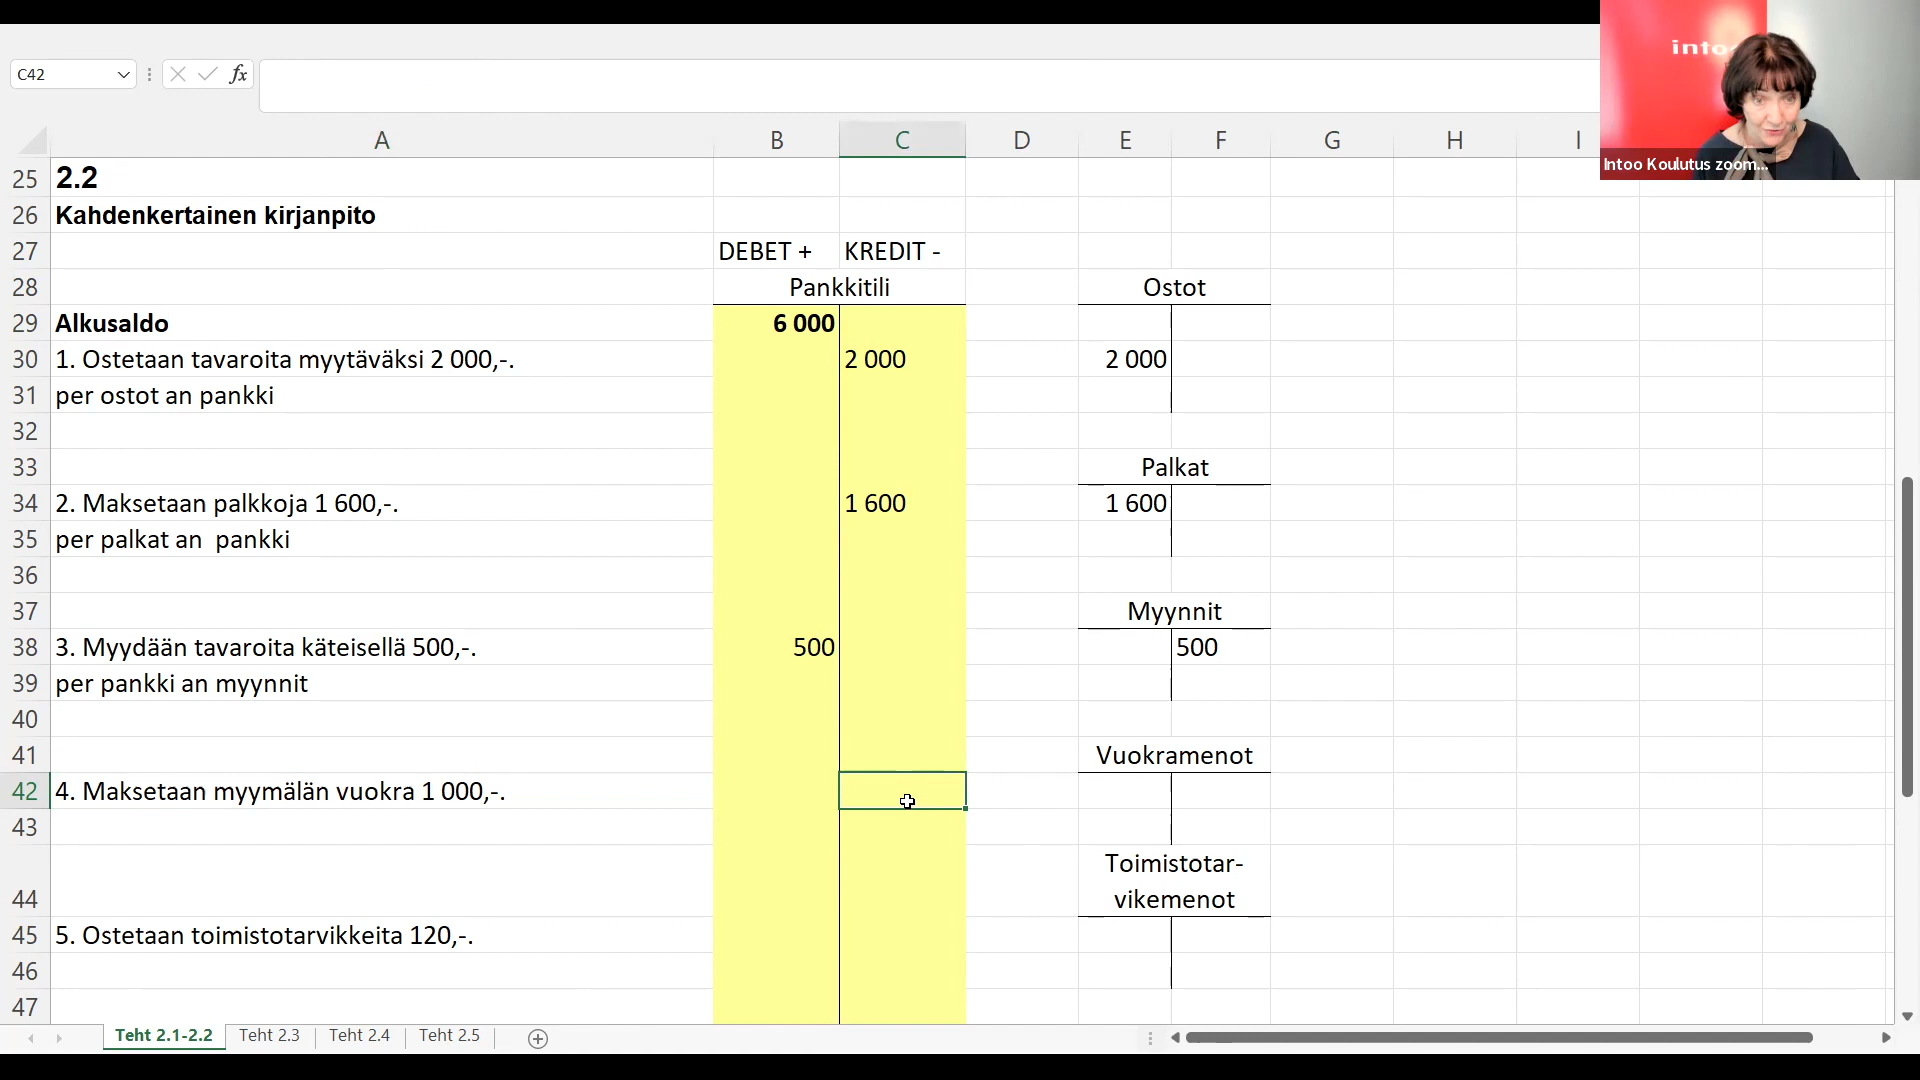 C42
fx
intoo
Intoo Koulutus zoom...
A B C D E F G H I
25 2.2
26 Kahdenkertainen kirjanpito
27 DEBET + KREDIT -
28 Pankkitili Ostot
29 Alkusaldo 6 000
30 1. Ostetaan tavaroita myytäväksi 2 000,-. 2 000 2 000
31 per ostot an pankki
32
33 Palkat
34 2. Maksetaan palkkoja 1 600,-. 1 600 1 600
35 per palkat an  pankki
36
37 Myynnit
38 3. Myydään tavaroita käteisellä 500,-. 500 500
39 per pankki an myynnit
40
41 Vuokramenot
42 4. Maksetaan myymälän vuokra 1 000,-.
43
Toimistotar-
44 vikemenot
45 5. Ostetaan toimistotarvikkeita 120,-.
46
47
Teht 2.1-2.2 Teht 2.3 Teht 2.4 Teht 2.5